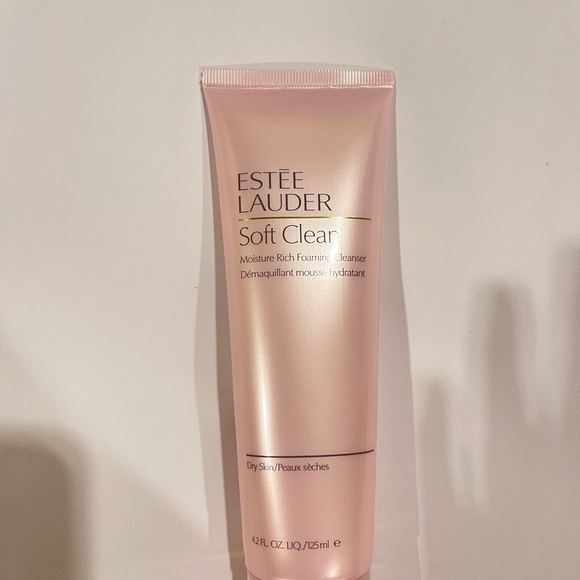 ESTĒE
LAUDER
Soft Clean
Moisture Rich Foaming Cleanser
Démaquillant mousse hydratant
Dry Skin/Peaux sèches
4.2 FL. OZ. LIQ./125 ml ℮